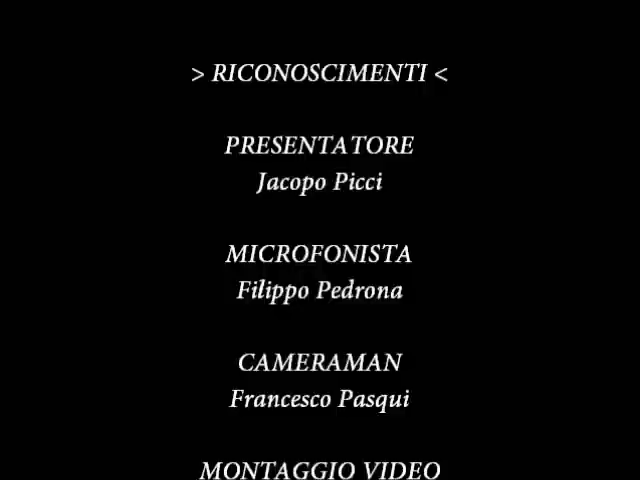 > RICONOSCIMENTI <
PRESENTATORE
Jacopo Picci
MICROFONISTA
Filippo Pedrona
CAMERAMAN
Francesco Pasqui
MONTAGGIO VIDEO